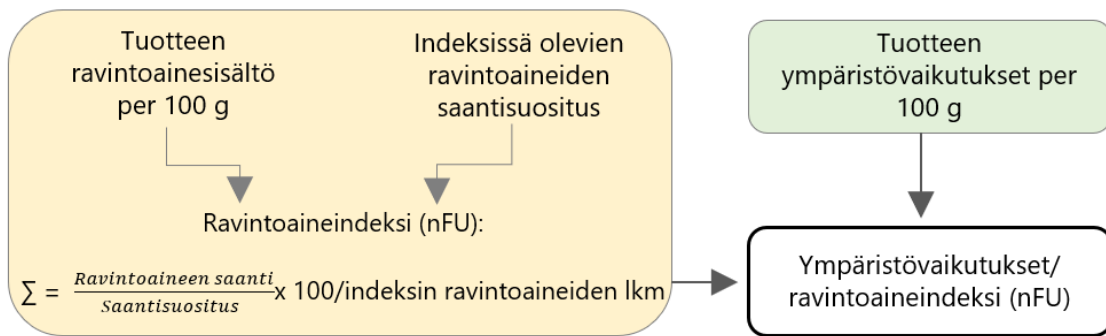 Tuotteen
ravintoainesisältö
per 100 g
Indeksissä olevien
ravintoaineiden
saantisuositus
Ravintoaineindeksi (nFU):
∑ = Ravintoaineen saanti/Saantisuositus x 100/indeksin ravintoaineiden lkm
Tuotteen
ympäristövaikutukset per
100 g
Ympäristövaikutukset/
ravintoaineindeksi (nFU)